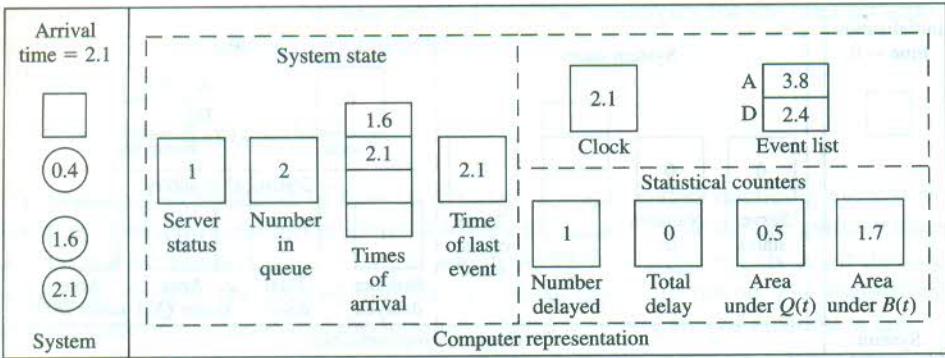 Arrival
time = 2.1
0.4
1.6
2.1
System
System state
1
Server
status
2
Number
in
queue
1.6
2.1
Times
of
arrival
2.1
Time
of last
event
2.1
Clock
A 3.8
D 2.4
Event list
Statistical counters
1
Number
delayed
0
Total
delay
0.5
Area
under Q(t)
1.7
Area
under B(t)
Computer representation